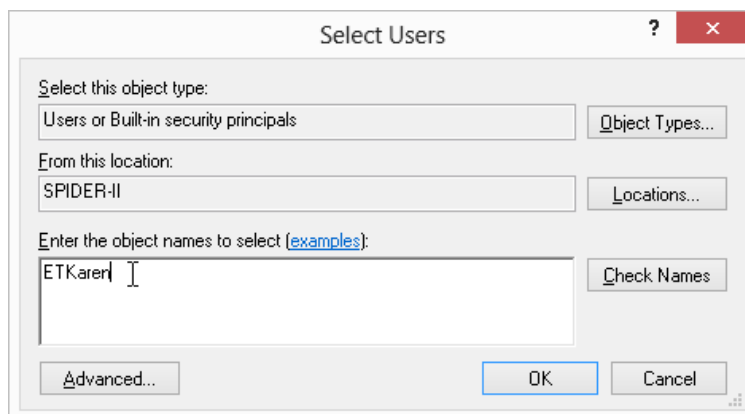 Select Users
?
×
Select this object type:
Users or Built-in security principals
Object Types...
From this location:
SPIDER-II
Locations...
Enter the object names to select (examples):
ETKaren
Check Names
Advanced...
OK
Cancel